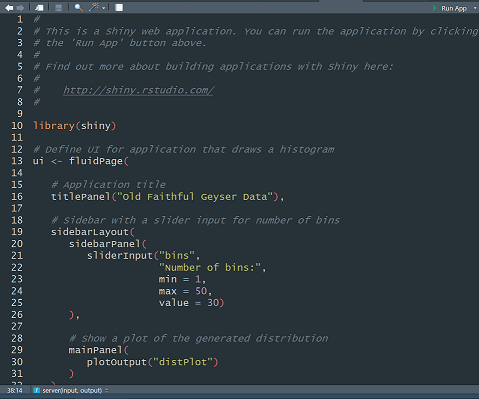 Run App
1 #
2 # This is a Shiny web application. You can run the application by clicking
3 # the 'Run App' button above.
4 #
5 # Find out more about building applications with Shiny here:
6 #
7 #    http://shiny.rstudio.com/
8 #
9
10 library(shiny)
11
12 # Define UI for application that draws a histogram
13 ui <- fluidPage(
14
15    # Application title
16    titlePanel("Old Faithful Geyser Data"),
17
18    # Sidebar with a slider input for number of bins
19    sidebarLayout(
20       sidebarPanel(
21          sliderInput("bins",
22                      "Number of bins:",
23                      min = 1,
24                      max = 50,
25                      value = 30)
26       ),
27
28       # Show a plot of the generated distribution
29       mainPanel(
30          plotOutput("distPlot")
31       )
32    )
38:14 server(input, output)